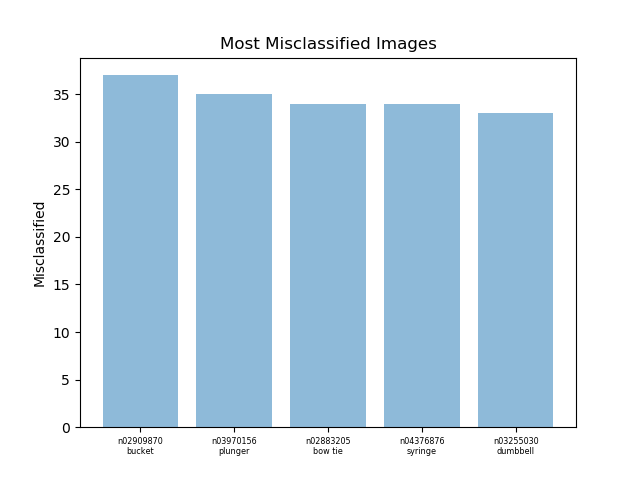 Most Misclassified Images
Misclassified
35
30
25
20
15
10
5
0
n02909870 n03970156 n02883205 n04376876 n03255030
bucket plunger bow tie syringe dumbbell